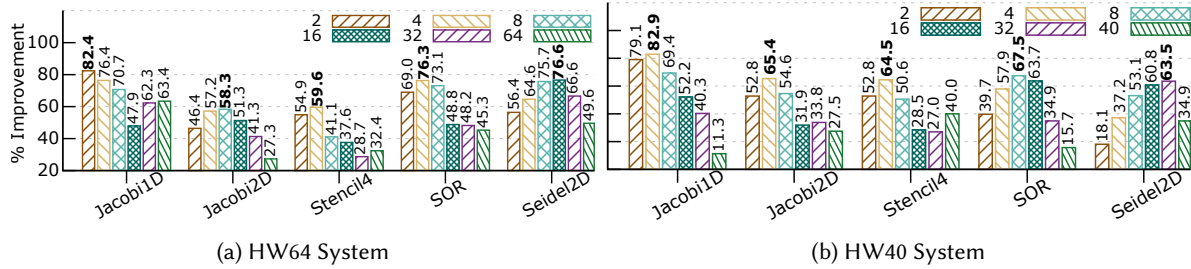 % Improvement
100
80
60
40
20
2 4 8
16 32 64
82.4 76.4 70.7 47.9 62.3 63.4
46.4 57.2 58.3 51.3 41.3 27.3
54.9 59.6 41.1 37.6 28.7 32.4
69.0 76.3 73.1 48.8 48.2 45.3
56.4 64.6 75.7 76.6 66.6 49.6
Jacobi1D Jacobi2D Stencil4 SOR Seidel2D
(a) HW64 System
2 4 8
16 32 40
79.1 82.9 69.4 52.2 40.3 11.3
52.8 65.4 54.6 31.9 33.8 27.5
52.8 64.5 50.6 28.5 27.0 40.0
39.7 57.9 67.5 63.7 34.9 15.7
18.1 37.2 53.1 60.8 63.5 34.9
Jacobi1D Jacobi2D Stencil4 SOR Seidel2D
(b) HW40 System